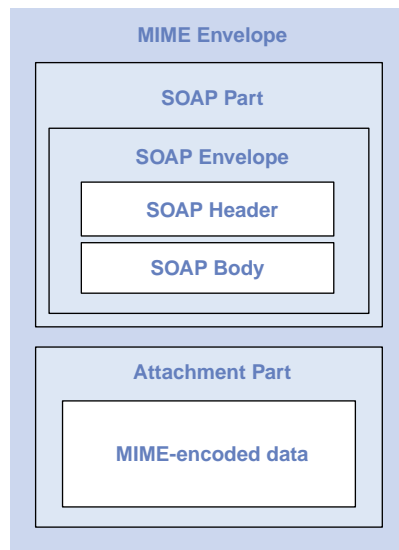 MIME Envelope
SOAP Part
SOAP Envelope
SOAP Header
SOAP Body
Attachment Part
MIME-encoded data